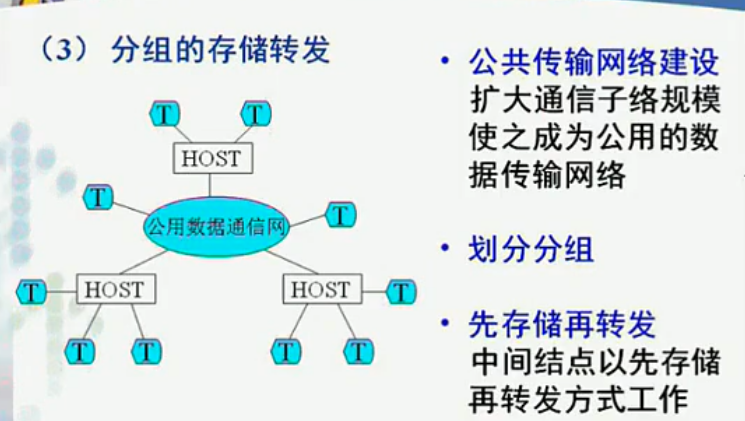 （3） 分组的存储转发
T
T
HOST
T
T
公用数据通信网
T
HOST
HOST
T
T
T
T
T
• 公共传输网络建设
扩大通信子络规模
使之成为公用的数
据传输网络
• 划分分组
• 先存储再转发
中间结点以先存储
再转发方式工作